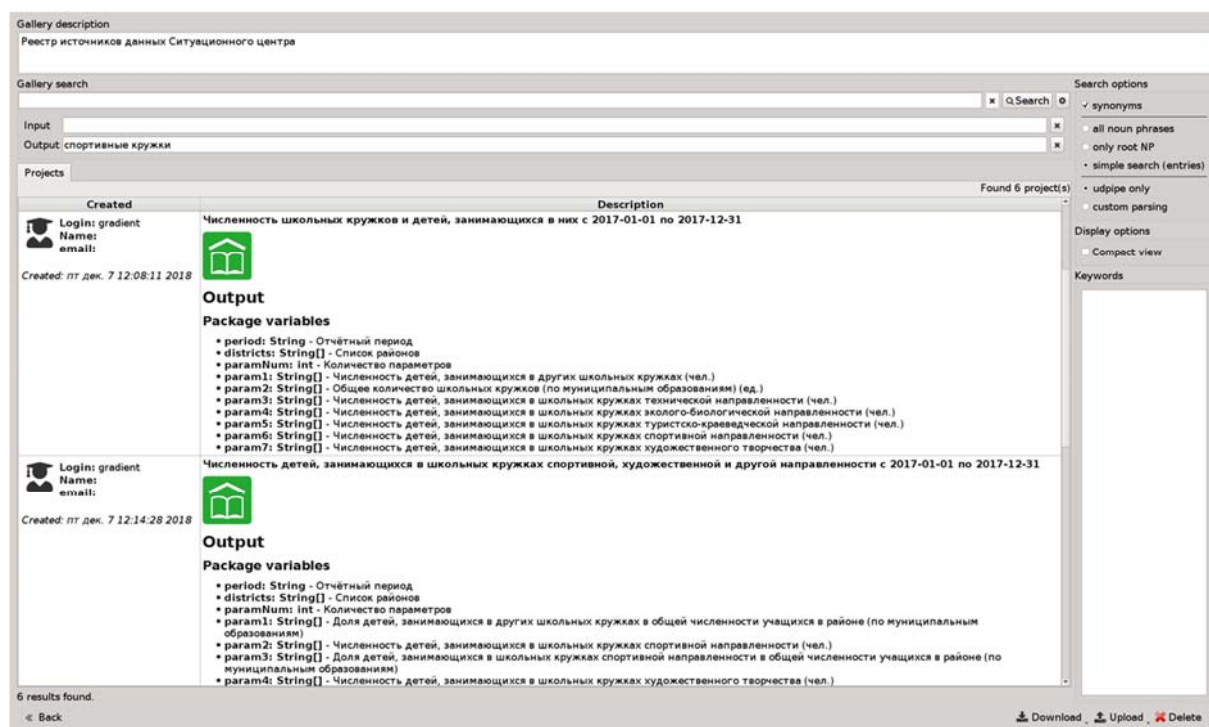 Gallery description
Реестр источников данных Ситуационного центра
Gallery search
Search
Input
Output спортивные кружки
Search options
synonyms
all noun phrases
only root NP
simple search (entries)
udpipe only
custom parsing
Display options
Compact view
Keywords
Projects
Found 6 project(s)
Created
Description
Login: gradient
Name:
email:
Created: пт дек. 7 12:08:11 2018
Численность школьных кружков и детей, занимающихся в них с 2017-01-01 по 2017-12-31
Output
Package variables
• period: String - Отчётный период
• districts: String[] - Список районов
• paramNum: int - Количество параметров
• param1: String[] - Численность детей, занимающихся в других школьных кружках (чел.)
• param2: String[] - Общее количество школьных кружков (по муниципальным образованиям) (ед.)
• param3: String[] - Численность детей, занимающихся в школьных кружках технической направленности (чел.)
• param4: String[] - Численность детей, занимающихся в школьных кружках эколого-биологической направленности (чел.)
• param5: String[] - Численность детей, занимающихся в школьных кружках туристско-краеведческой направленности (чел.)
• param6: String[] - Численность детей, занимающихся в школьных кружках спортивной направленности (чел.)
• param7: String[] - Численность детей, занимающихся в школьных кружках художественного творчества (чел.)
Login: gradient
Name:
email:
Created: пт дек. 7 12:14:28 2018
Численность детей, занимающихся в школьных кружках спортивной, художественной и другой направленности с 2017-01-01 по 2017-12-31
Output
Package variables
• period: String - Отчётный период
• districts: String[] - Список районов
• paramNum: int - Количество параметров
• param1: String[] - Доля детей, занимающихся в других школьных кружках в общей численности учащихся в районе (по муниципальным
образованиям)
• param2: String[] - Численность детей, занимающихся в школьных кружках спортивной направленности (чел.)
• param3: String[] - Доля детей, занимающихся в школьных кружках спортивной направленности в общей численности учащихся в районе (по
муниципальным образованиям)
• param4: String[] - Численность детей, занимающихся в школьных кружках художественного творчества (чел.)
6 results found.
« Back
Download
Upload
Delete